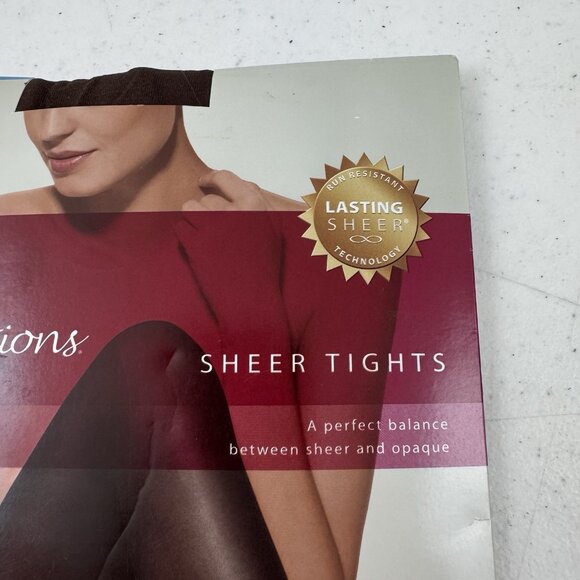 RUN RESISTANT
LASTING
SHEER®
TECHNOLOGY
ions®
SHEER TIGHTS
A perfect balance
between sheer and opaque